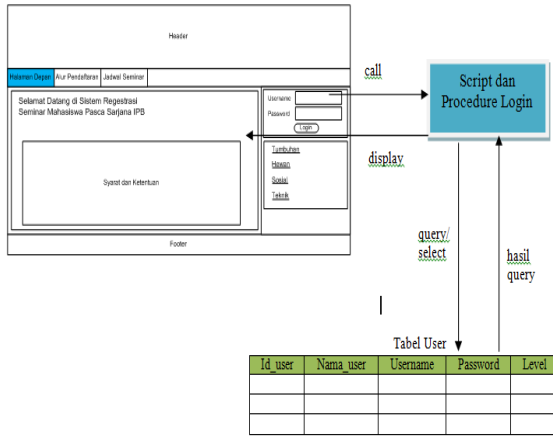 Header
Halaman Depan Alur Pendaftaran Jadwal Seminar
Selamat Datang di Sistem Regestrasi
Seminar Mahasiswa Pasca Sarjana IPB
Syarat dan Ketentuan
Username
Password
Login
Tumbuhan
Hewan
Sosial
Teknik
Footer
call
display
Script dan
Procedure Login
query/
select
hasil
query
Tabel User
Id_user Nama_user Username Password Level